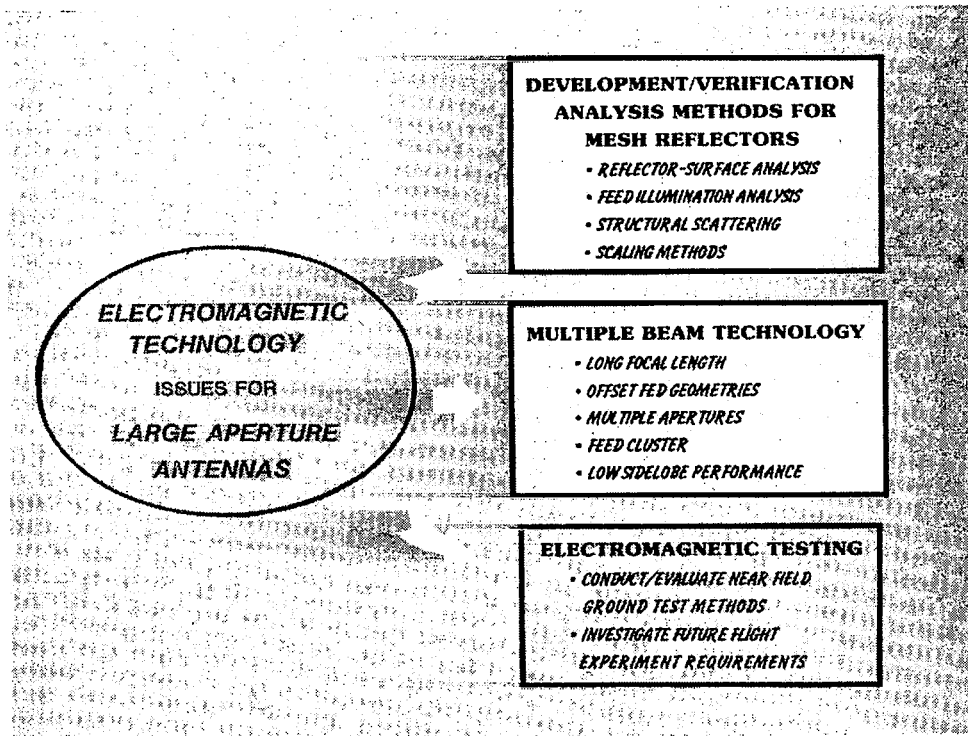 ELECTROMAGNETIC
TECHNOLOGY
ISSUES FOR
LARGE APERTURE
ANTENNAS
DEVELOPMENT/VERIFICATION
ANALYSIS METHODS FOR
MESH REFLECTORS
• REFLECTOR-SURFACE ANALYSIS
• FEED ILLUMINATION ANALYSIS
• STRUCTURAL SCATTERING
• SCALING METHODS
MULTIPLE BEAM TECHNOLOGY
• LONG FOCAL LENGTH
• OFFSET FED GEOMETRIES
• MULTIPLE APERTURES
• FEED CLUSTER
• LOW SIDELOBE PERFORMANCE
ELECTROMAGNETIC TESTING
• CONDUCT/EVALUATE NEAR FIELD
GROUND TEST METHODS
• INVESTIGATE FUTURE FLIGHT
EXPERIMENT REQUIREMENTS